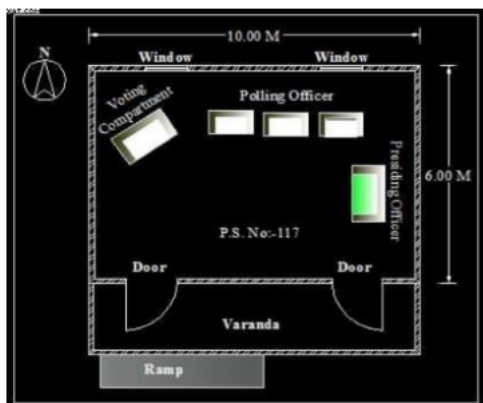 10.00 M
N
Window
Window
Voting
Compartment
Polling Officer
Presiding Officer
6.00 M
P.S. No:-117
Door
Door
Varanda
Ramp